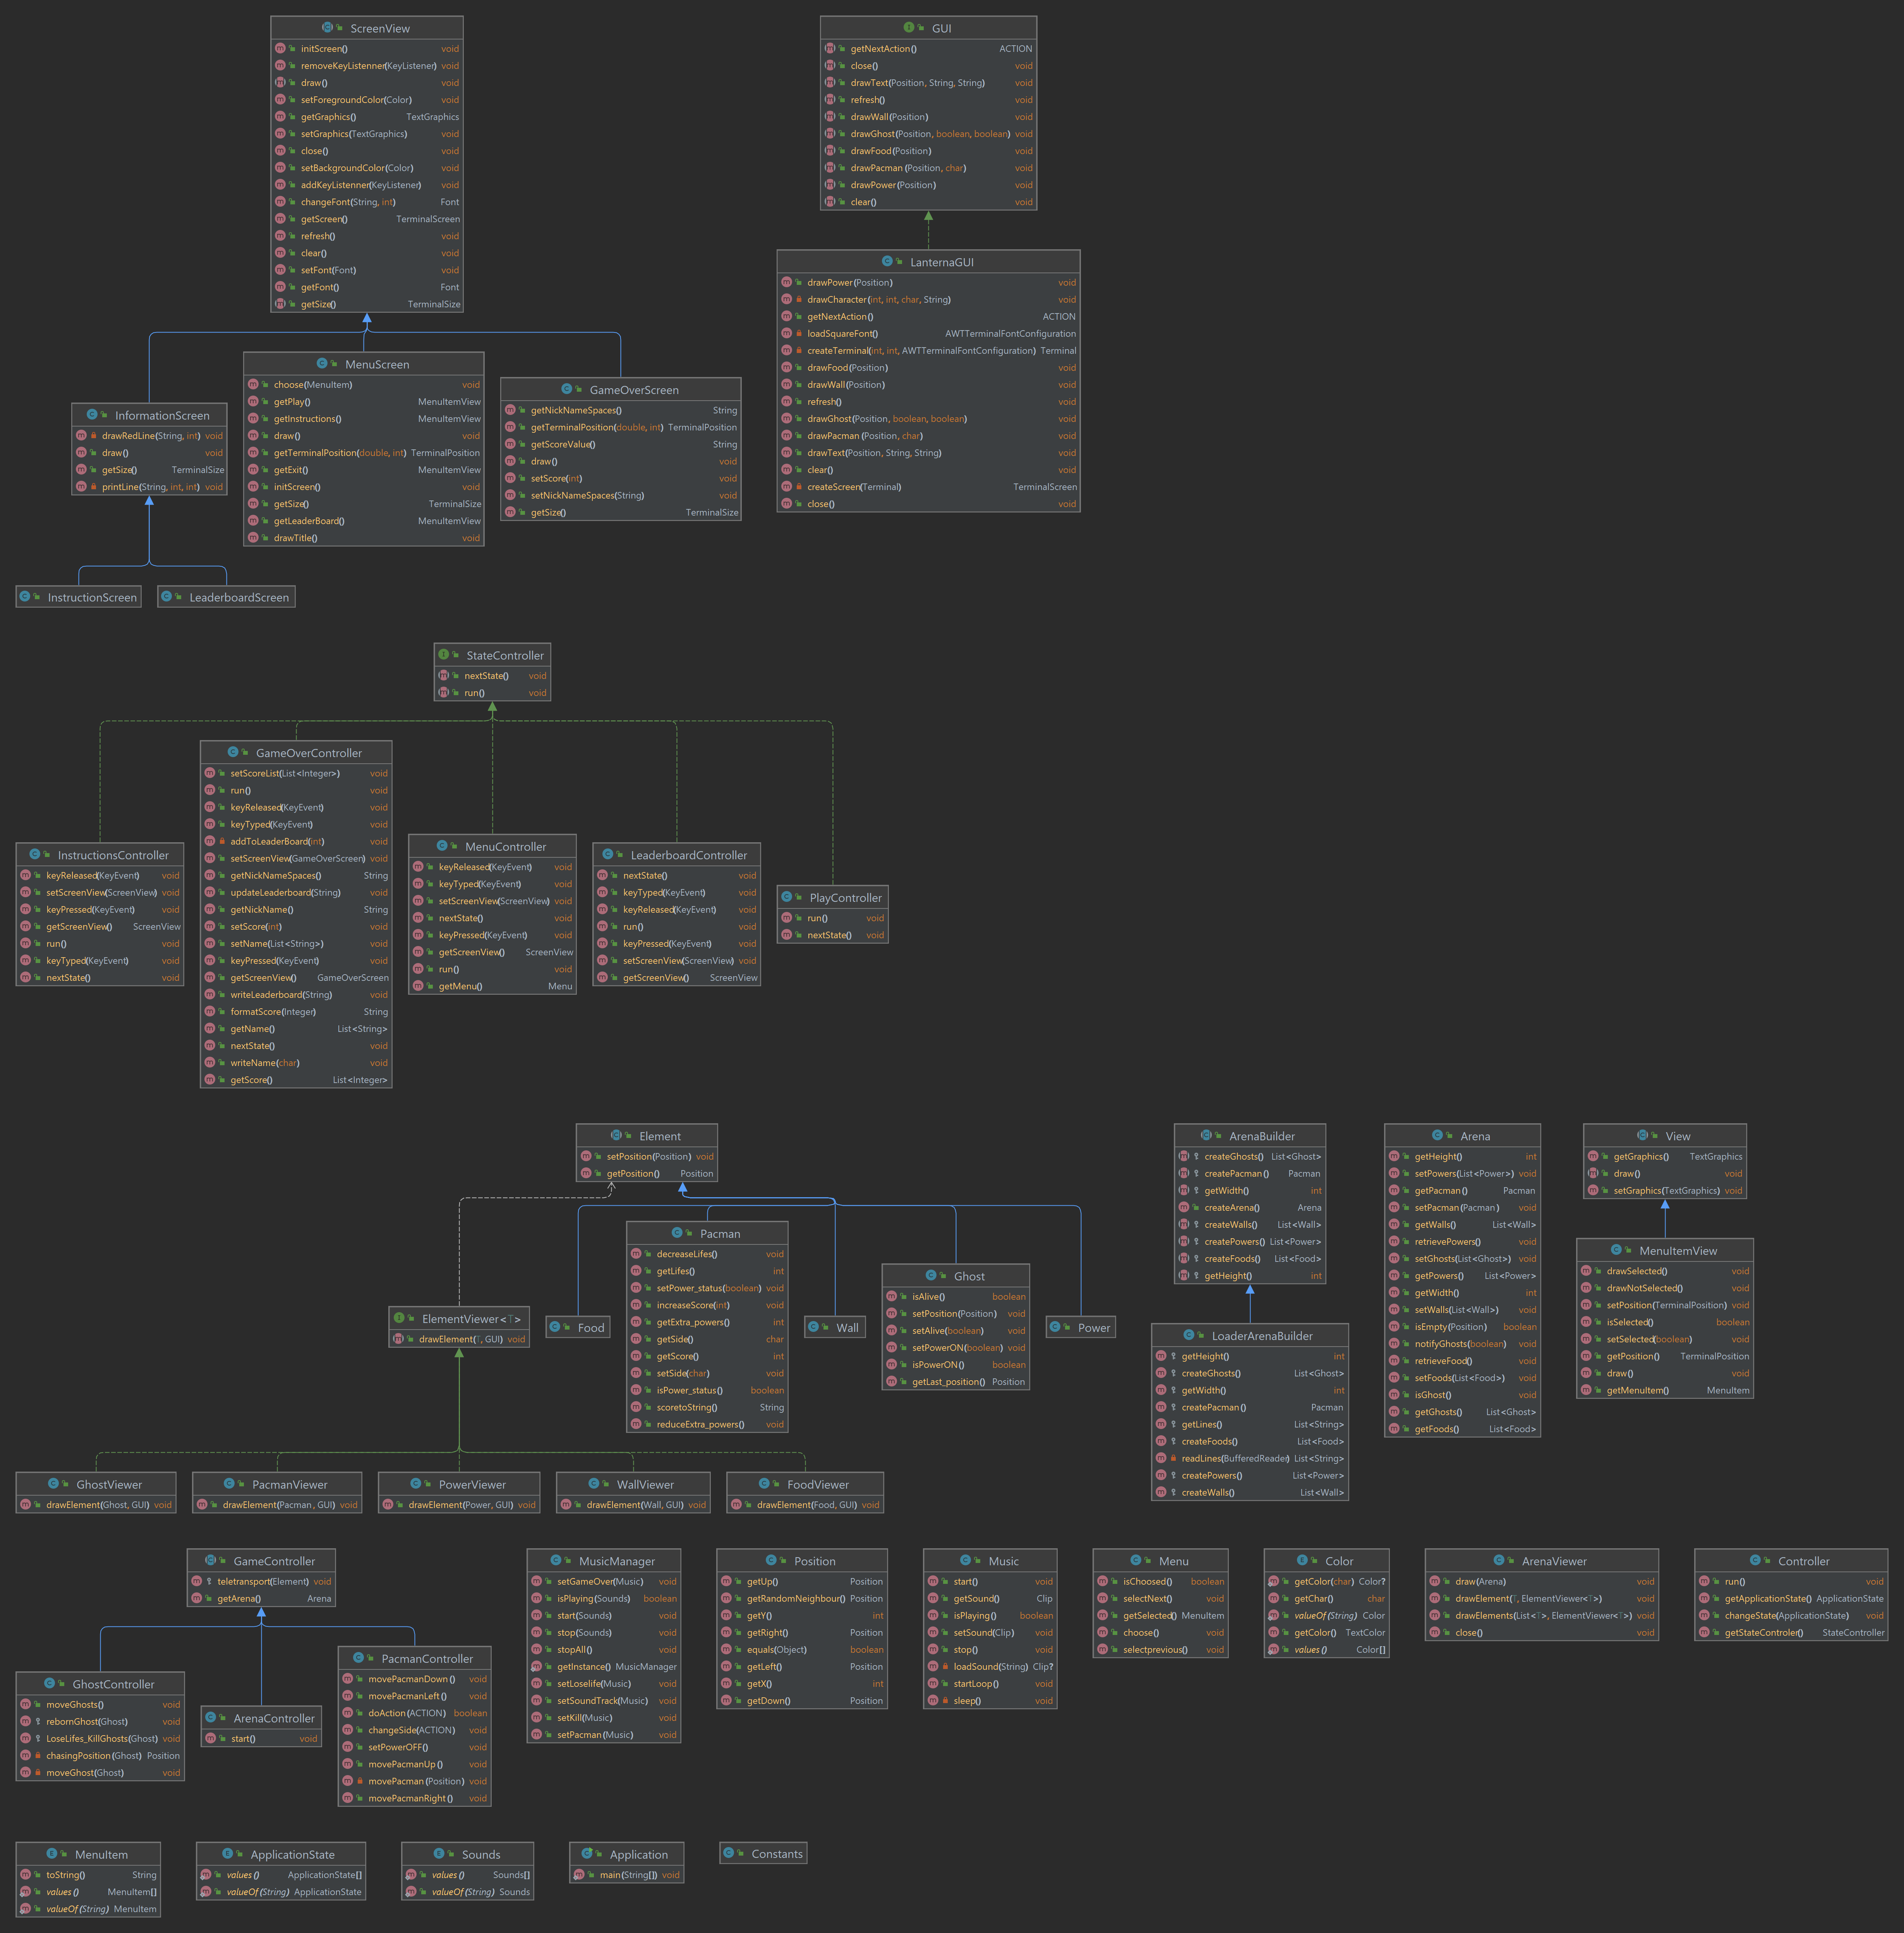 ScreenView
initScreen() void
removeKeyListenner(KeyListener) void
draw() void
setForegroundColor(Color) void
getGraphics() TextGraphics
setGraphics(TextGraphics) void
close() void
setBackgroundColor(Color) void
addKeyListenner(KeyListener) void
changeFont(String, int) Font
getScreen() TerminalScreen
refresh() void
clear() void
setFont(Font) void
getFont() Font
getSize() TerminalSize
GUI
getNextAction() ACTION
close() void
drawText(Position, String, String) void
refresh() void
drawWall(Position) void
drawGhost(Position, boolean, boolean) void
drawFood(Position) void
drawPacman(Position, char) void
drawPower(Position) void
clear() void
LanternaGUI
drawPower(Position) void
drawCharacter(int, int, char, String) void
getNextAction() ACTION
loadSquareFont() AWTTerminalFontConfiguration
createTerminal(int, int, AWTTerminalFontConfiguration) Terminal
drawFood(Position) void
drawWall(Position) void
refresh() void
drawGhost(Position, boolean, boolean) void
drawPacman(Position, char) void
drawText(Position, String, String) void
clear() void
createScreen(Terminal) TerminalScreen
close() void
InformationScreen
drawRedLine(String, int) void
draw() void
getSize() TerminalSize
printLine(String, int, int) void
MenuScreen
choose(MenuItem) void
getPlay() MenuItemView
getInstructions() MenuItemView
draw() void
getTerminalPosition(double, int) TerminalPosition
getExit() MenuItemView
initScreen() void
getSize() TerminalSize
getLeaderBoard() MenuItemView
drawTitle() void
GameOverScreen
getNickNameSpaces() String
getTerminalPosition(double, int) TerminalPosition
getScoreValue() String
draw() void
setScore(int) void
setNickNameSpaces(String) void
getSize() TerminalSize
InstructionScreen
LeaderboardScreen
StateController
nextState() void
run() void
InstructionsController
keyReleased(KeyEvent) void
setScreenView(ScreenView) void
keyPressed(KeyEvent) void
getScreenView() ScreenView
run() void
keyTyped(KeyEvent) void
nextState() void
GameOverController
setScoreList(List<Integer>) void
run() void
keyReleased(KeyEvent) void
keyTyped(KeyEvent) void
addToLeaderBoard(int) void
setScreenView(GameOverScreen) void
getNickNameSpaces() String
updateLeaderboard(String) void
getNickName() String
setScore(int) void
setName(List<String>) void
keyPressed(KeyEvent) void
getScreenView() GameOverScreen
writeLeaderboard(String) void
formatScore(Integer) String
getName() List<String>
nextState() void
writeName(char) void
getScore() List<Integer>
MenuController
keyReleased(KeyEvent) void
keyTyped(KeyEvent) void
setScreenView(ScreenView) void
nextState() void
keyPressed(KeyEvent) void
getScreenView() ScreenView
run() void
getMenu() Menu
LeaderboardController
nextState() void
keyTyped(KeyEvent) void
keyReleased(KeyEvent) void
run() void
keyPressed(KeyEvent) void
setScreenView(ScreenView) void
getScreenView() ScreenView
PlayController
run() void
nextState() void
Element
setPosition(Position) void
getPosition() Position
ElementViewer<T>
drawElement(T, GUI) void
Food
Pacman
decreaseLifes() void
getLifes() int
setPower_status(boolean) void
increaseScore(int) void
getExtra_powers() int
getSide() char
getScore() int
setSide(char) void
isPower_status() boolean
scoretoString() String
reduceExtra_powers() void
Wall
Ghost
isAlive() boolean
setPosition(Position) void
setAlive(boolean) void
setPowerON(boolean) void
isPowerON() boolean
getLast_position() Position
Power
ArenaBuilder
createGhosts() List<Ghost>
createPacman() Pacman
getWidth() int
createArena() Arena
createWalls() List<Wall>
createPowers() List<Power>
createFoods() List<Food>
getHeight() int
LoaderArenaBuilder
getHeight() int
createGhosts() List<Ghost>
getWidth() int
createPacman() Pacman
getLines() List<String>
createFoods() List<Food>
readLines(BufferedReader) List<String>
createPowers() List<Power>
createWalls() List<Wall>
Arena
getHeight() int
setPowers(List<Power>) void
getPacman() Pacman
setPacman(Pacman) void
getWalls() List<Wall>
retrievePowers() void
setGhosts(List<Ghost>) void
getPowers() List<Power>
getWidth() int
setWalls(List<Wall>) void
isEmpty(Position) boolean
notifyGhosts(boolean) void
retrieveFood() void
setFoods(List<Food>) void
isGhost() void
getGhosts() List<Ghost>
getFoods() List<Food>
View
getGraphics() TextGraphics
draw() void
setGraphics(TextGraphics) void
MenuItemView
drawSelected() void
drawNotSelected() void
setPosition(TerminalPosition) void
isSelected() boolean
setSelected(boolean) void
getPosition() TerminalPosition
draw() void
getMenuItem() MenuItem
GhostViewer
drawElement(Ghost, GUI) void
PacmanViewer
drawElement(Pacman, GUI) void
PowerViewer
drawElement(Power, GUI) void
WallViewer
drawElement(Wall, GUI) void
FoodViewer
drawElement(Food, GUI) void
GameController
teletransport(Element) void
getArena() Arena
GhostController
moveGhosts() void
rebornGhost(Ghost) void
LoseLifes_KillGhosts(Ghost) void
chasingPosition(Ghost) Position
moveGhost(Ghost) void
ArenaController
start() void
PacmanController
movePacmanDown() void
movePacmanLeft() void
doAction(ACTION) boolean
changeSide(ACTION) void
setPowerOFF() void
movePacmanUp() void
movePacman(Position) void
movePacmanRight() void
MusicManager
setGameOver(Music) void
isPlaying(Sounds) boolean
start(Sounds) void
stop(Sounds) void
stopAll() void
getInstance() MusicManager
setLoselife(Music) void
setSoundTrack(Music) void
setKill(Music) void
setPacman(Music) void
Position
getUp() Position
getRandomNeighbour() Position
getY() int
getRight() Position
equals(Object) boolean
getLeft() Position
getX() int
getDown() Position
Music
start() void
getSound() Clip
isPlaying() boolean
setSound(Clip) void
stop() void
loadSound(String) Clip?
startLoop() void
sleep() void
Menu
isChoosed() boolean
selectNext() void
getSelected() MenuItem
choose() void
selectprevious() void
Color
getColor(char) Color?
getChar() char
valueOf(String) Color
getColor() TextColor
values() Color[]
ArenaViewer
draw(Arena) void
drawElement(T, ElementViewer<T>) void
drawElements(List<T>, ElementViewer<T>) void
close() void
Controller
run() void
getApplicationState() ApplicationState
changeState(ApplicationState) void
getStateControler() StateController
MenuItem
toString() String
values() MenuItem[]
valueOf(String) MenuItem
ApplicationState
values() ApplicationState[]
valueOf(String) ApplicationState
Sounds
values() Sounds[]
valueOf(String) Sounds
Application
main(String[]) void
Constants